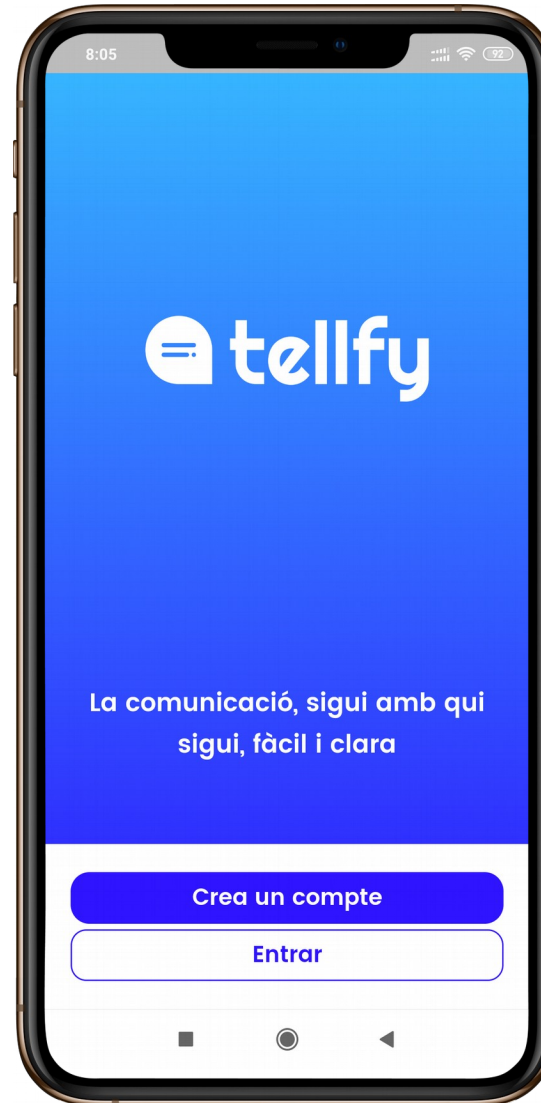 8:05
92
tellfy
La comunicació, sigui amb qui
sigui, fàcil i clara
Crea un compte
Entrar